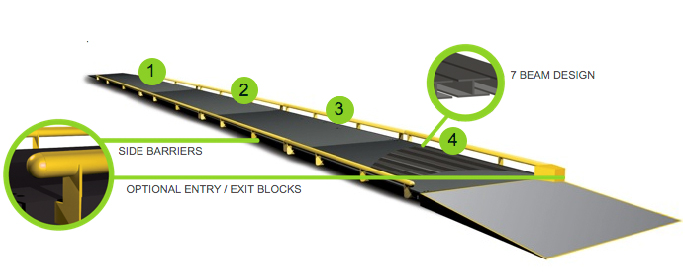 1
2
3
4
7 BEAM DESIGN
SIDE BARRIERS
OPTIONAL ENTRY / EXIT BLOCKS